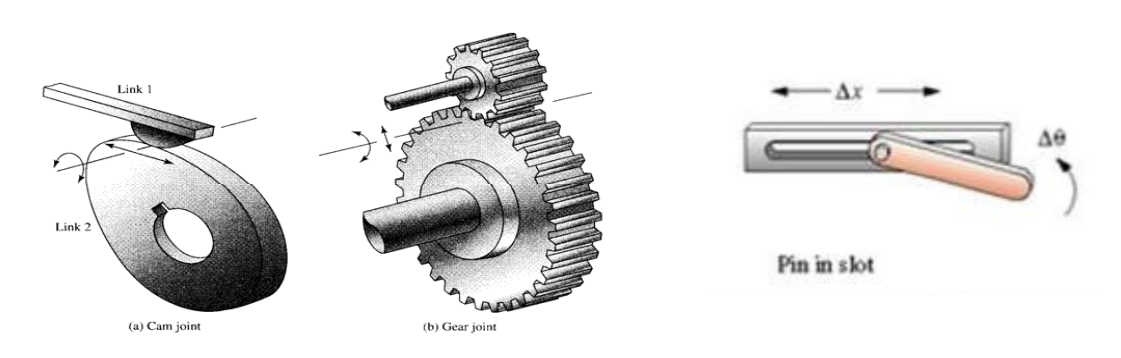 Link 1
Link 2
(a) Cam joint
(b) Gear joint
Δx
Δθ
Pin in slot